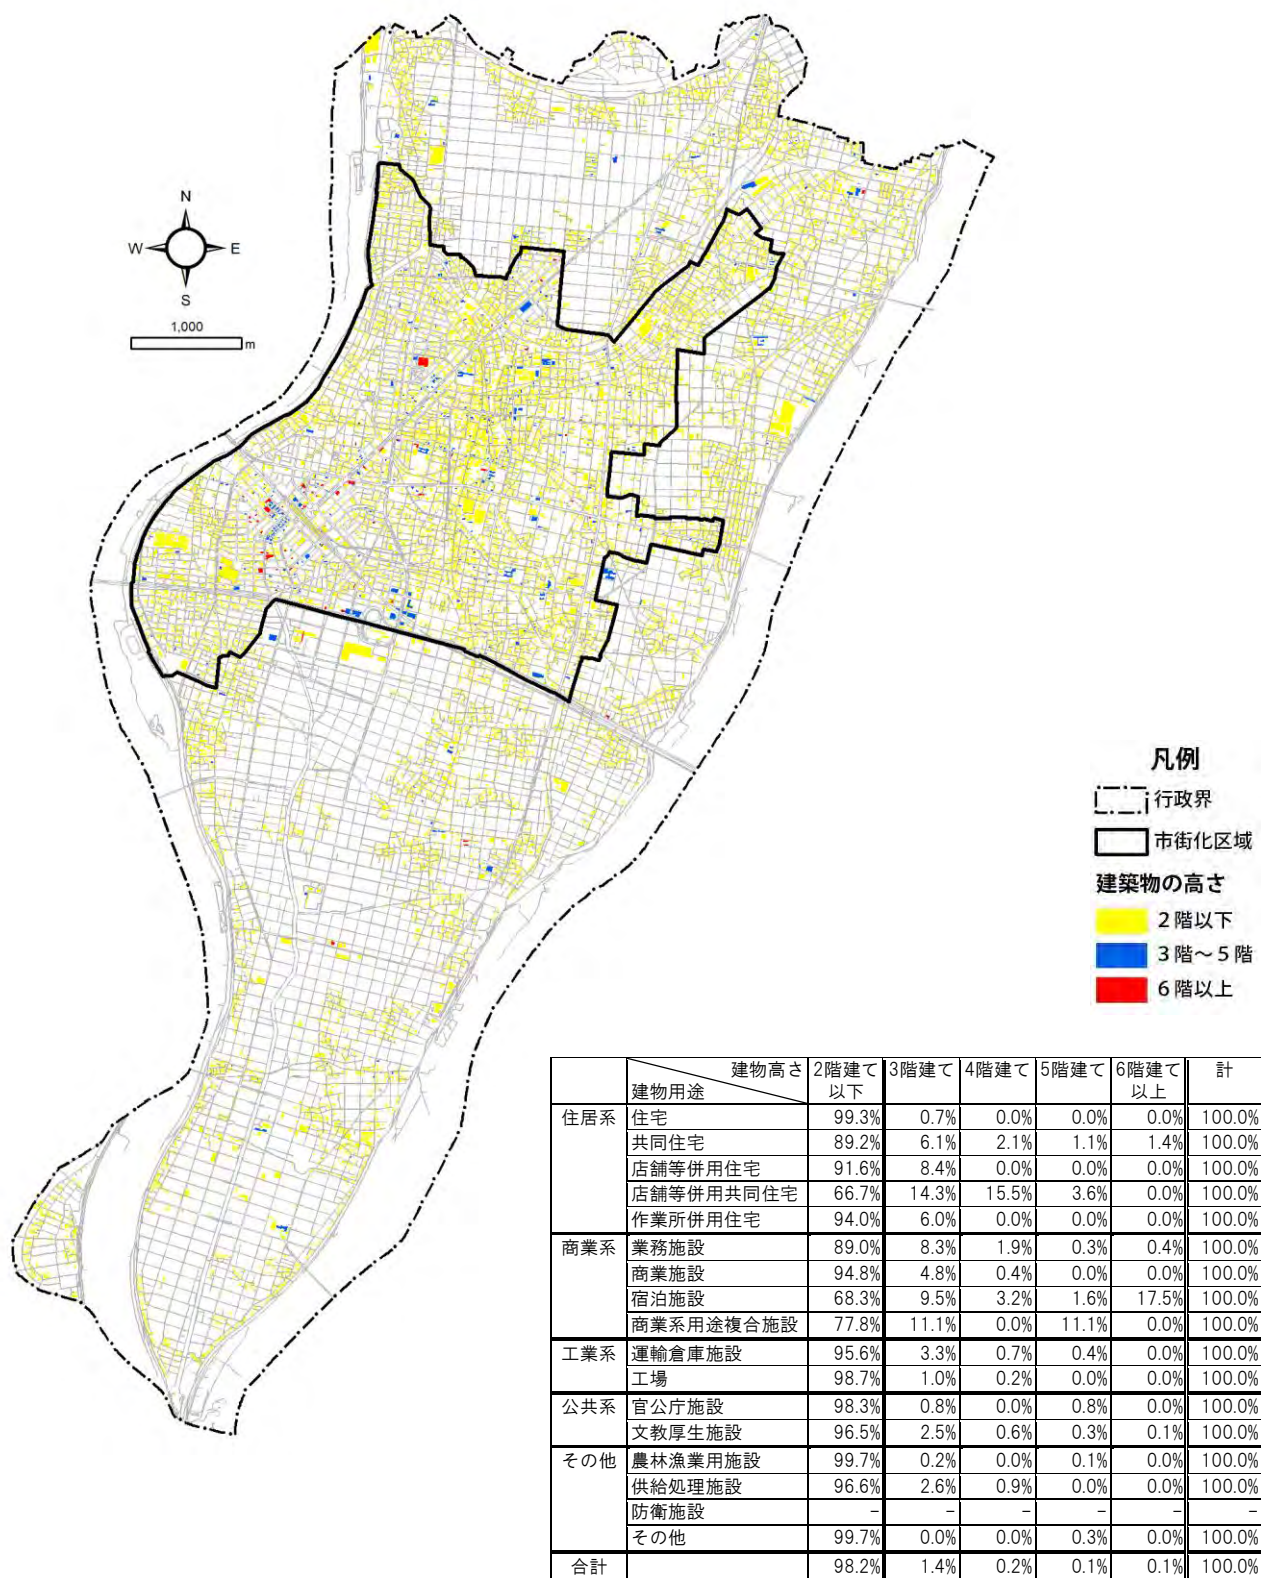 N
W E
S
1,000
m
凡例
行政界
市街化区域
建築物の高さ
2階以下
3階～5階
6階以上
建物高さ 2階建て 3階建て 4階建て 5階建て 6階建て 計
建物用途 以下 以上
住居系 住宅 99.3% 0.7% 0.0% 0.0% 0.0% 100.0%
共同住宅 89.2% 6.1% 2.1% 1.1% 1.4% 100.0%
店舗等併用住宅 91.6% 8.4% 0.0% 0.0% 0.0% 100.0%
店舗等併用共同住宅 66.7% 14.3% 15.5% 3.6% 0.0% 100.0%
作業所併用住宅 94.0% 6.0% 0.0% 0.0% 0.0% 100.0%
商業系 業務施設 89.0% 8.3% 1.9% 0.3% 0.4% 100.0%
商業施設 94.8% 4.8% 0.4% 0.0% 0.0% 100.0%
宿泊施設 68.3% 9.5% 3.2% 1.6% 17.5% 100.0%
商業系用途複合施設 77.8% 11.1% 0.0% 11.1% 0.0% 100.0%
工業系 運輸倉庫施設 95.6% 3.3% 0.7% 0.4% 0.0% 100.0%
工場 98.7% 1.0% 0.2% 0.0% 0.0% 100.0%
公共系 官公庁施設 98.3% 0.8% 0.0% 0.8% 0.0% 100.0%
文教厚生施設 96.5% 2.5% 0.6% 0.3% 0.1% 100.0%
その他 農林漁業用施設 99.7% 0.2% 0.0% 0.1% 0.0% 100.0%
供給処理施設 96.6% 2.6% 0.9% 0.0% 0.0% 100.0%
防衛施設 － － － － － －
その他 99.7% 0.0% 0.0% 0.3% 0.0% 100.0%
合計 98.2% 1.4% 0.2% 0.1% 0.1% 100.0%